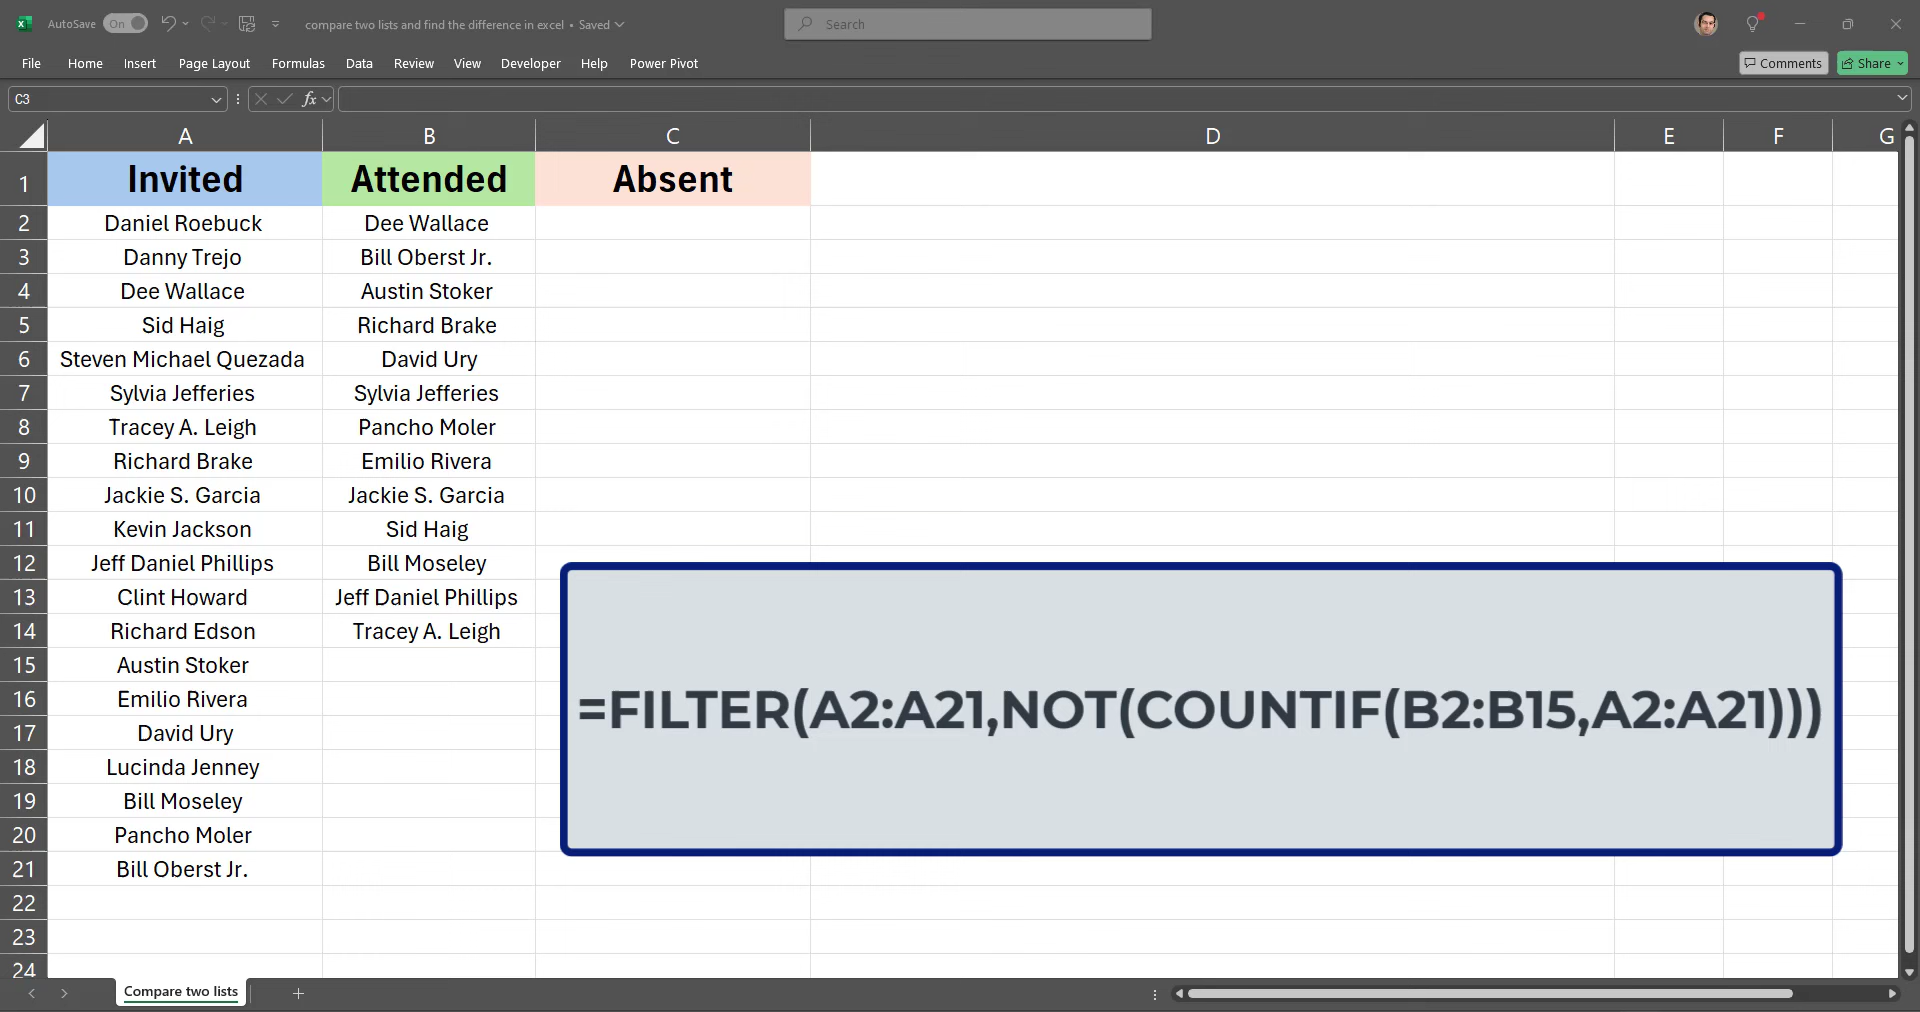 AutoSave On compare two lists and find the difference in excel • Saved Search
File Home Insert Page Layout Formulas Data Review View Developer Help Power Pivot Comments Share
C3 fx
A B C D E F G
1 Invited Attended Absent
2 Daniel Roebuck Dee Wallace
3 Danny Trejo Bill Oberst Jr.
4 Dee Wallace Austin Stoker
5 Sid Haig Richard Brake
6 Steven Michael Quezada David Ury
7 Sylvia Jefferies Sylvia Jefferies
8 Tracey A. Leigh Pancho Moler
9 Richard Brake Emilio Rivera
10 Jackie S. Garcia Jackie S. Garcia
11 Kevin Jackson Sid Haig
12 Jeff Daniel Phillips Bill Moseley
13 Clint Howard Jeff Daniel Phillips
14 Richard Edson Tracey A. Leigh
15 Austin Stoker
16 Emilio Rivera
=FILTER(A2:A21,NOT(COUNTIF(B2:B15,A2:A21)))
17 David Ury
18 Lucinda Jenney
19 Bill Moseley
20 Pancho Moler
21 Bill Oberst Jr.
22
23
24
Compare two lists